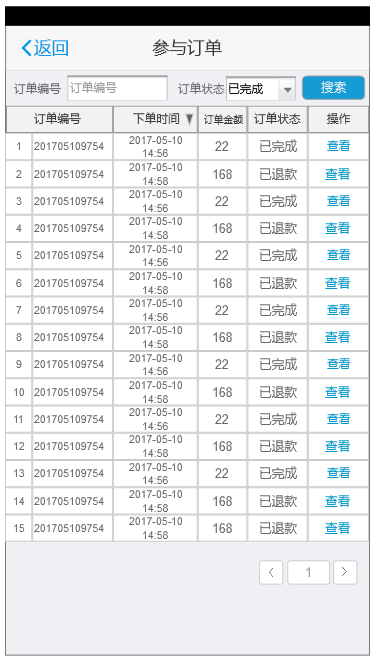 返回 参与订单
订单编号 订单编号 订单状态 已完成 搜索
订单编号 下单时间 订单金额 订单状态 操作
1 201705109754 2017-05-10 14:56 22 已完成 查看
2 201705109754 2017-05-10 14:58 168 已退款 查看
3 201705109754 2017-05-10 14:56 22 已完成 查看
4 201705109754 2017-05-10 14:58 168 已退款 查看
5 201705109754 2017-05-10 14:56 22 已完成 查看
6 201705109754 2017-05-10 14:58 168 已退款 查看
7 201705109754 2017-05-10 14:56 22 已完成 查看
8 201705109754 2017-05-10 14:58 168 已退款 查看
9 201705109754 2017-05-10 14:56 22 已完成 查看
10 201705109754 2017-05-10 14:58 168 已退款 查看
11 201705109754 2017-05-10 14:56 22 已完成 查看
12 201705109754 2017-05-10 14:58 168 已退款 查看
13 201705109754 2017-05-10 14:56 22 已完成 查看
14 201705109754 2017-05-10 14:58 168 已退款 查看
15 201705109754 2017-05-10 14:58 168 已退款 查看
1